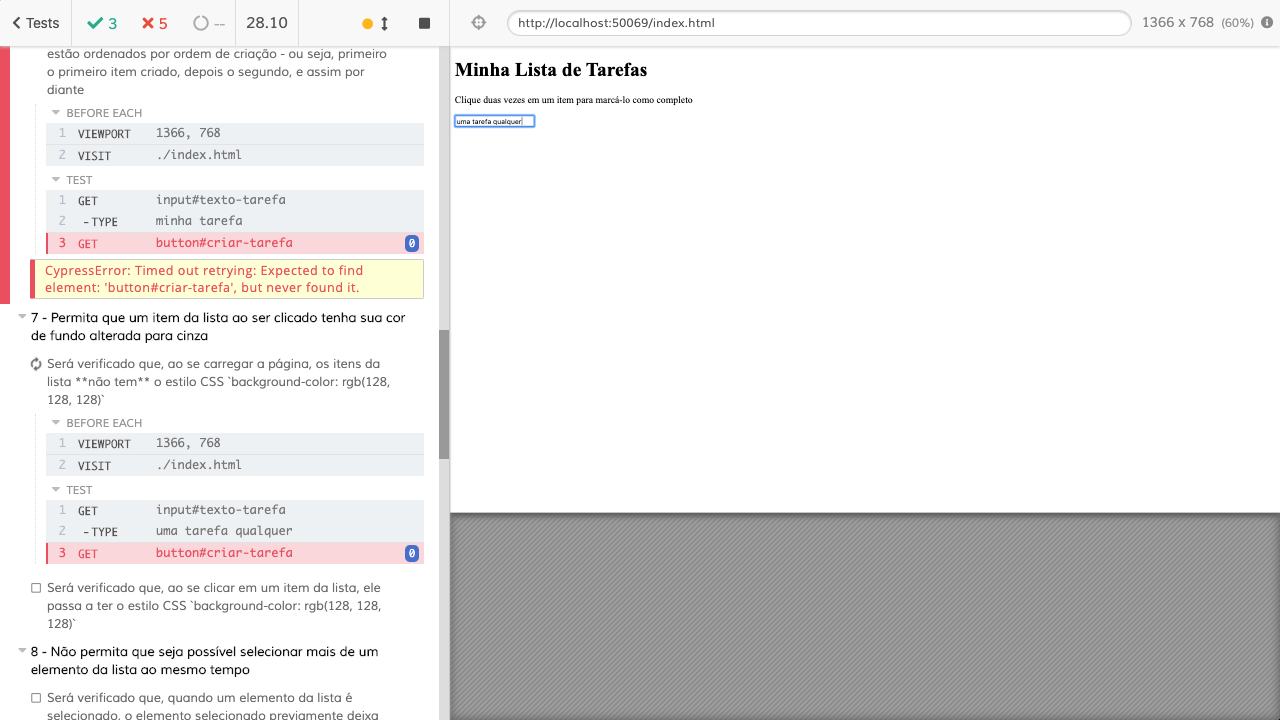 Tests
3
5
--
28.10
http://localhost:50069/index.html
1366 x 768 (60%)
estão ordenados por ordem de criação - ou seja, primeiro
o primeiro item criado, depois o segundo, e assim por
diante
BEFORE EACH
1 VIEWPORT 1366, 768
2 VISIT ./index.html
TEST
1 GET input#texto-tarefa
2 -TYPE minha tarefa
3 GET button#criar-tarefa 0
CypressError: Timed out retrying: Expected to find
element: 'button#criar-tarefa', but never found it.
7 - Permita que um item da lista ao ser clicado tenha sua cor
de fundo alterada para cinza
Será verificado que, ao se carregar a página, os itens da
lista **não tem** o estilo CSS `background-color: rgb(128,
128, 128)`
BEFORE EACH
1 VIEWPORT 1366, 768
2 VISIT ./index.html
TEST
1 GET input#texto-tarefa
2 -TYPE uma tarefa qualquer
3 GET button#criar-tarefa 0
Será verificado que, ao se clicar em um item da lista, ele
passa a ter o estilo CSS `background-color: rgb(128, 128,
128)`
8 - Não permita que seja possível selecionar mais de um
elemento da lista ao mesmo tempo
Será verificado que, quando um elemento da lista é
selecionado, o elemento selecionado previamente deixa
Minha Lista de Tarefas
Clique duas vezes em um item para marcá-lo como completo
uma tarefa qualquer